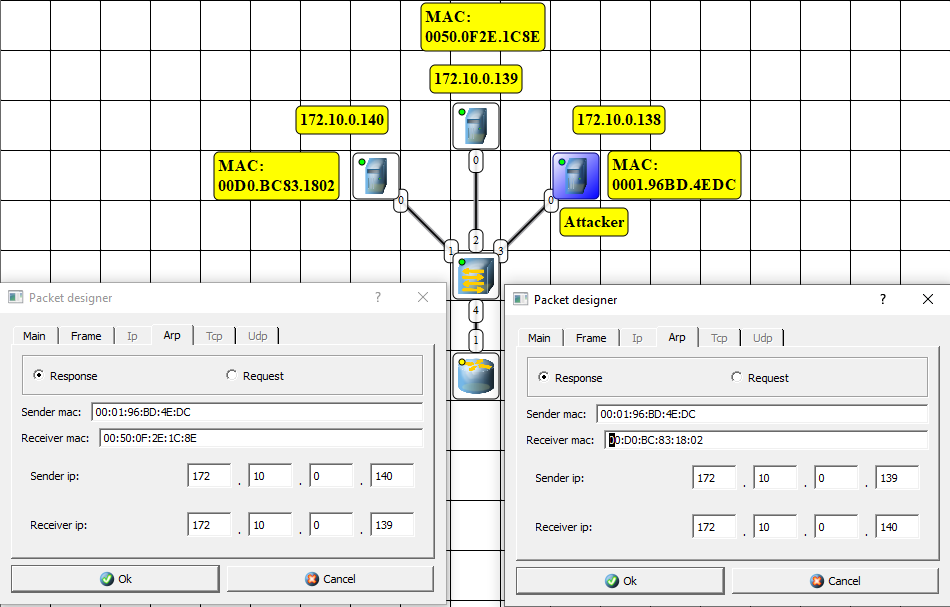 MAC:
0050.0F2E.1C8E
172.10.0.139
172.10.0.140
172.10.0.138
MAC:
00D0.BC83.1802
MAC:
0001.96BD.4EDC
Attacker
0
0
0
1
2
3
4
1
Packet designer
?
Main Frame Ip Arp Tcp Udp
Response Request
Sender mac: 00:01:96:BD:4E:DC
Receiver mac: 00:50:0F:2E:1C:8E
Sender ip: 172 . 10 . 0 . 140
Receiver ip: 172 . 10 . 0 . 139
Ok Cancel
Packet designer
?
Main Frame Ip Arp Tcp Udp
Response Request
Sender mac: 00:01:96:BD:4E:DC
Receiver mac: 00:D0:BC:83:18:02
Sender ip: 172 . 10 . 0 . 139
Receiver ip: 172 . 10 . 0 . 140
Ok Cancel